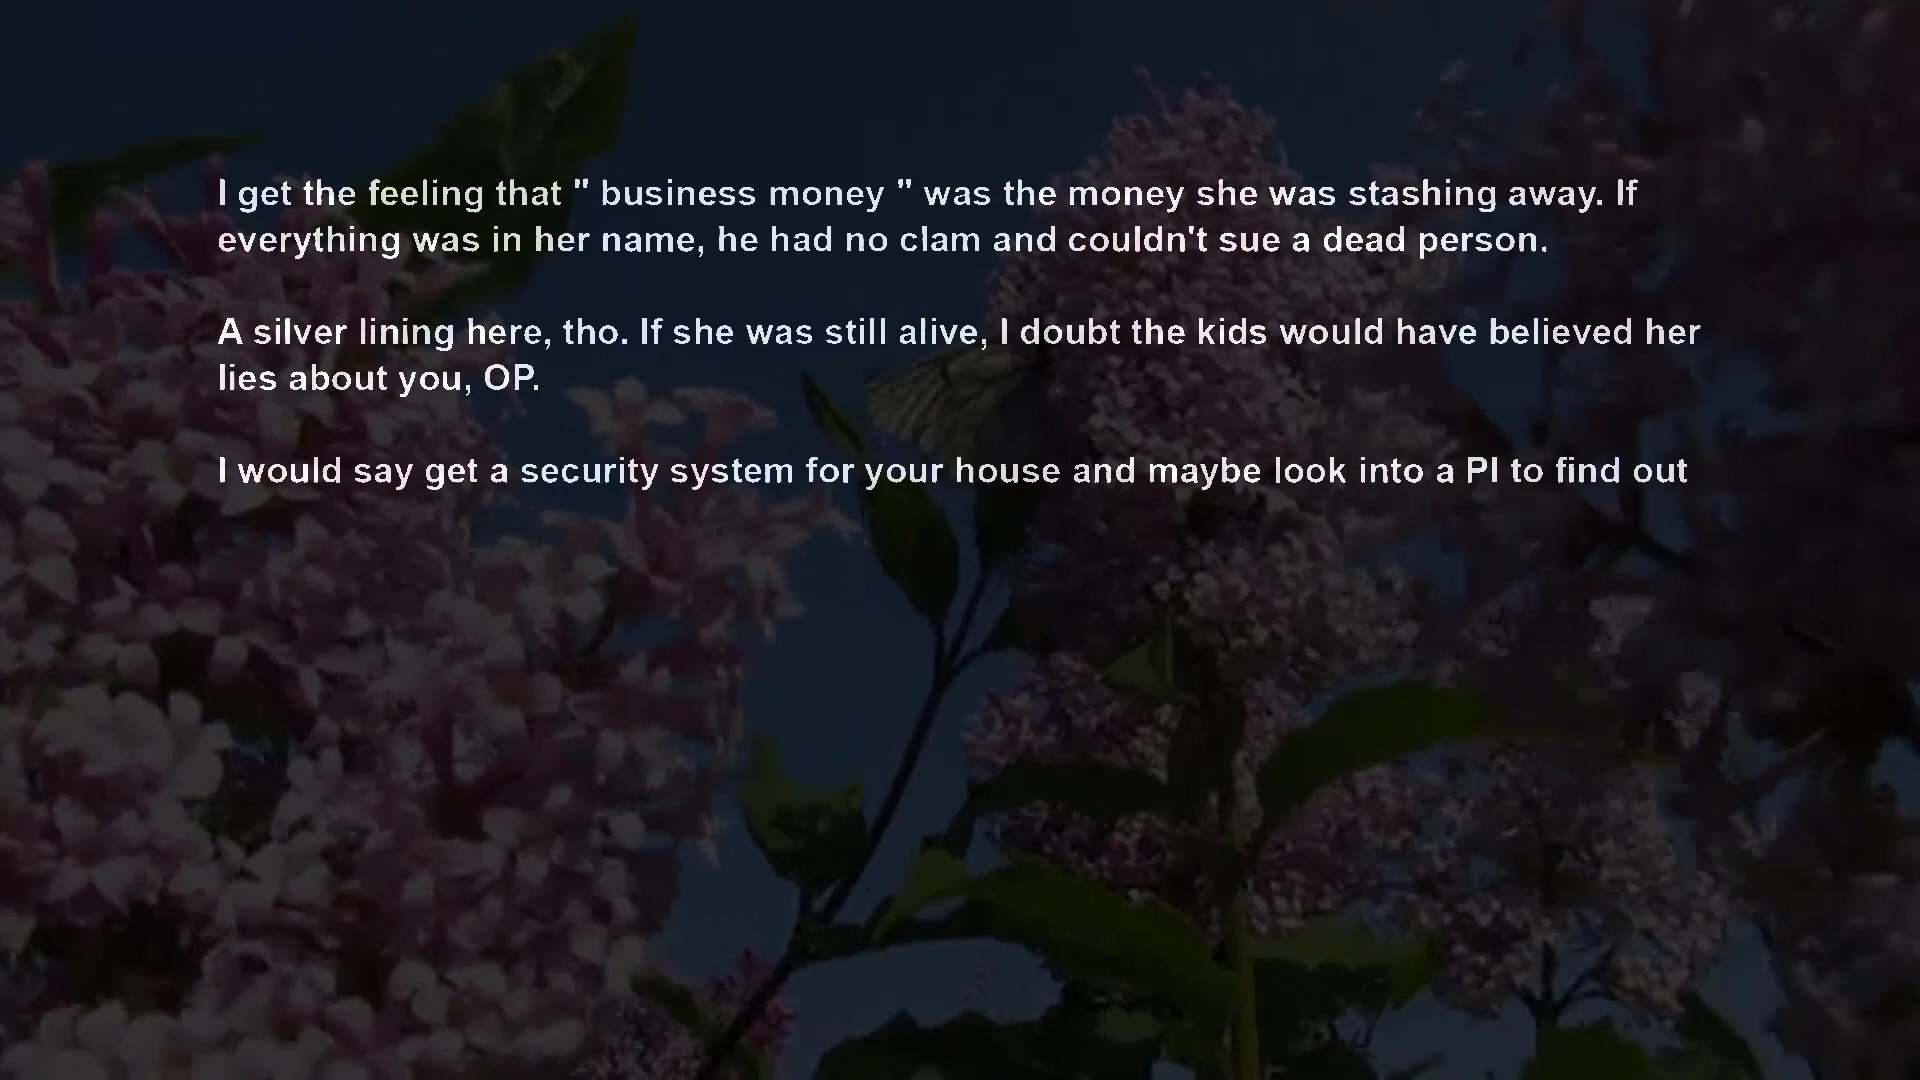 I get the feeling that " business money " was the money she was stashing away. If
everything was in her name, he had no clam and couldn't sue a dead person.
A silver lining here, tho. If she was still alive, I doubt the kids would have believed her
lies about you, OP.
I would say get a security system for your house and maybe look into a PI to find out